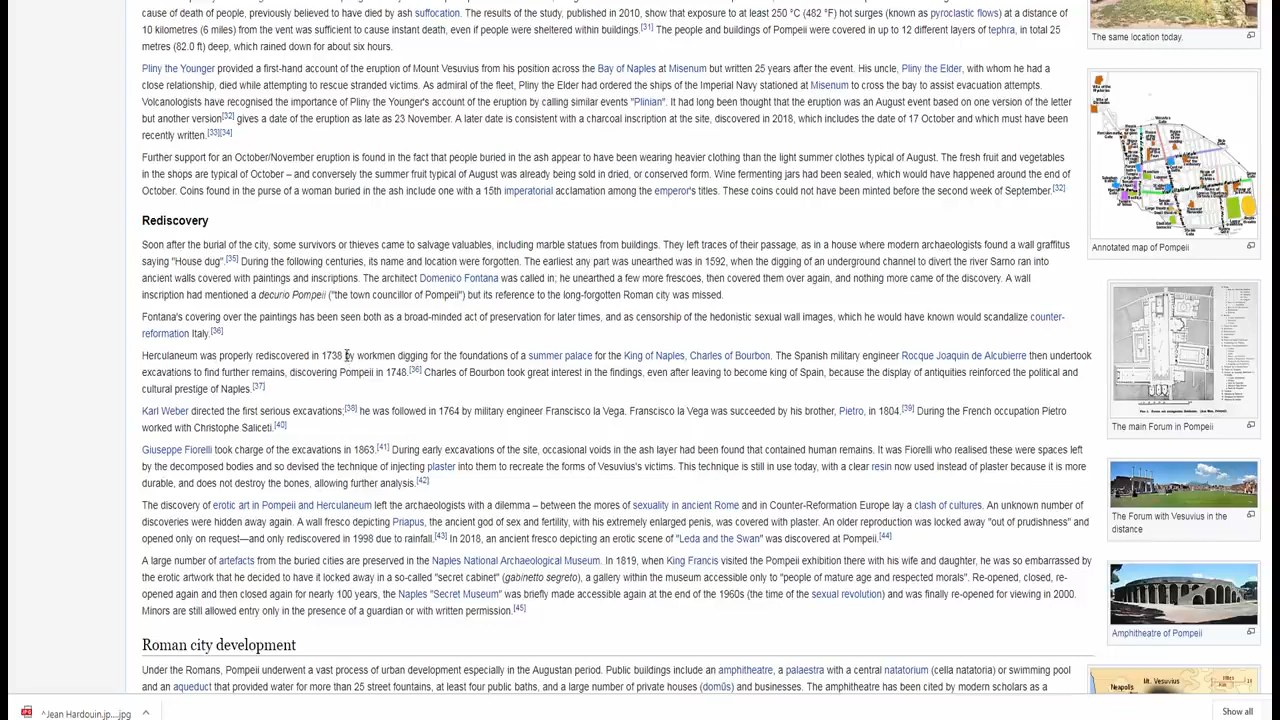 cause of death of people, previously believed to have died by ash suffocation. The results of the study, published in 2010, show that exposure to at least 250 °C (482 °F) hot surges (known as pyroclastic flows) at a distance of
10 kilometres (6 miles) from the vent was sufficient to cause instant death, even if people were sheltered within buildings.[31] The people and buildings of Pompeii were covered in up to 12 different layers of tephra, in total 25
metres (82.0 ft) deep, which rained down for about six hours.
Pliny the Younger provided a first-hand account of the eruption of Mount Vesuvius from his position across the Bay of Naples at Misenum but written 25 years after the event. His uncle, Pliny the Elder, with whom he had a
close relationship, died while attempting to rescue stranded victims. As admiral of the fleet, Pliny the Elder had ordered the ships of the Imperial Navy stationed at Misenum to cross the bay to assist evacuation attempts.
Volcanologists have recognised the importance of Pliny the Younger's account of the eruption by calling similar events "Plinian". It had long been thought that the eruption was an August event based on one version of the letter
but another version[32] gives a date of the eruption as late as 23 November. A later date is consistent with a charcoal inscription at the site, discovered in 2018, which includes the date of 17 October and which must have been
recently written.[33][34]
Further support for an October/November eruption is found in the fact that people buried in the ash appear to have been wearing heavier clothing than the light summer clothes typical of August. The fresh fruit and vegetables
in the shops are typical of October – and conversely the summer fruit typical of August was already being sold in dried, or conserved form. Wine fermenting jars had been sealed, which would have happened around the end of
October. Coins found in the purse of a woman buried in the ash include one with a 15th imperatorial acclamation among the emperor's titles. These coins could not have been minted before the second week of September.[32]
Rediscovery
Soon after the burial of the city, some survivors or thieves came to salvage valuables, including marble statues from buildings. They left traces of their passage, as in a house where modern archaeologists found a wall graffitus
saying "House dug".[35] During the following centuries, its name and location were forgotten. The earliest any part was unearthed was in 1592, when the digging of an underground channel to divert the river Sarno ran into
ancient walls covered with paintings and inscriptions. The architect Domenico Fontana was called in; he unearthed a few more frescoes, then covered them over again, and nothing more came of the discovery. A wall
inscription had mentioned a decurio Pompeii ("the town councillor of Pompeii") but its reference to the long-forgotten Roman city was missed.
Fontana's covering over the paintings has been seen both as a broad-minded act of preservation for later times, and as censorship of the hedonistic sexual wall images, which he would have known would scandalize counter-
reformation Italy.[36]
Herculaneum was properly rediscovered in 1738 by workmen digging for the foundations of a summer palace for the King of Naples, Charles of Bourbon. The Spanish military engineer Rocque Joaquin de Alcubierre then undertook
excavations to find further remains, discovering Pompeii in 1748.[36] Charles of Bourbon took great interest in the findings, even after leaving to become king of Spain, because the display of antiquities reinforced the political and
cultural prestige of Naples.[37]
Karl Weber directed the first serious excavations;[38] he was followed in 1764 by military engineer Franscisco la Vega. Franscisco la Vega was succeeded by his brother, Pietro, in 1804.[39] During the French occupation Pietro
worked with Christophe Saliceti.[40]
Giuseppe Fiorelli took charge of the excavations in 1863.[41] During early excavations of the site, occasional voids in the ash layer had been found that contained human remains. It was Fiorelli who realised these were spaces left
by the decomposed bodies and so devised the technique of injecting plaster into them to recreate the forms of Vesuvius's victims. This technique is still in use today, with a clear resin now used instead of plaster because it is more
durable, and does not destroy the bones, allowing further analysis.[42]
The discovery of erotic art in Pompeii and Herculaneum left the archaeologists with a dilemma – between the mores of sexuality in ancient Rome and in Counter-Reformation Europe lay a clash of cultures. An unknown number of
discoveries were hidden away again. A wall fresco depicting Priapus, the ancient god of sex and fertility, with his extremely enlarged penis, was covered with plaster. An older reproduction was locked away "out of prudishness" and
opened only on request—and only rediscovered in 1998 due to rainfall.[43] In 2018, an ancient fresco depicting an erotic scene of "Leda and the Swan" was discovered at Pompeii.[44]
A large number of artefacts from the buried cities are preserved in the Naples National Archaeological Museum. In 1819, when King Francis visited the Pompeii exhibition there with his wife and daughter, he was so embarrassed by
the erotic artwork that he decided to have it locked away in a so-called "secret cabinet" (gabinetto segreto), a gallery within the museum accessible only to "people of mature age and respected morals". Re-opened, closed, re-
opened again and then closed again for nearly 100 years, the Naples "Secret Museum" was briefly made accessible again at the end of the 1960s (the time of the sexual revolution) and was finally re-opened for viewing in 2000.
Minors are still allowed entry only in the presence of a guardian or with written permission.[45]
Roman city development
Under the Romans, Pompeii underwent a vast process of urban development especially in the Augustan period. Public buildings include an amphitheatre, a palaestra with a central natatorium (cella natatoria) or swimming pool
and an aqueduct that provided water for more than 25 street fountains, at least four public baths, and a large number of private houses (domūs) and businesses. The amphitheatre has been cited by modern scholars as a
The same location today.
Annotated map of Pompeii
The main Forum in Pompeii
The Forum with Vesuvius in the
distance
Amphitheatre of Pompeii
Neapolis
Mt. Vesuvius
^Jean Hardouin.jp....jpg
Show all